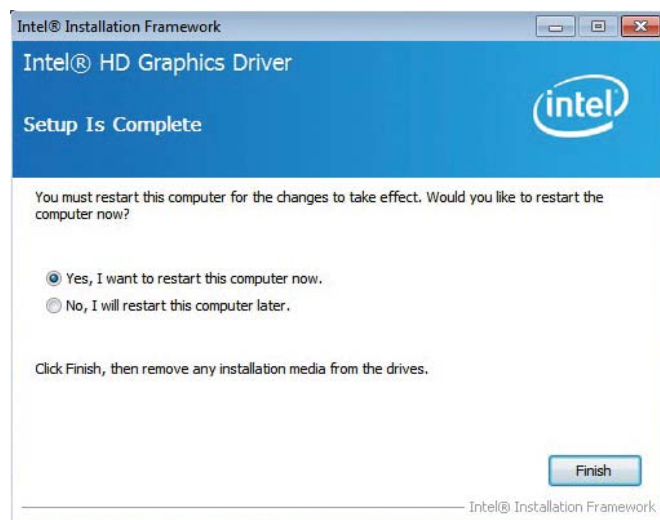 Intel® Installation Framework
Intel® HD Graphics Driver
Setup Is Complete
intel
You must restart this computer for the changes to take effect. Would you like to restart the
computer now?
Yes, I want to restart this computer now.
No, I will restart this computer later.
Click Finish, then remove any installation media from the drives.
Finish
Intel® Installation Framework